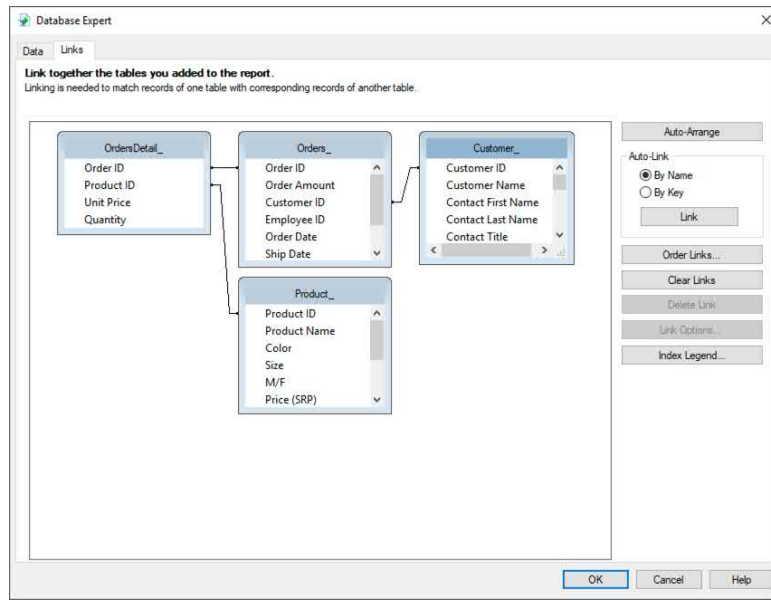 Database Expert
Data
Links
Link together the tables you added to the report.
Linking is needed to match records of one table with corresponding records of another table.
OrdersDetail_
Order ID
Product ID
Unit Price
Quantity
Orders_
Order ID
Order Amount
Customer ID
Employee ID
Order Date
Ship Date
Customer_
Customer ID
Customer Name
Contact First Name
Contact Last Name
Contact Title
Product_
Product ID
Product Name
Color
Size
M/F
Price (SRP)
Auto-Arrange
Auto-Link
By Name
By Key
Link
Order Links...
Clear Links
Delete Link
Link Options...
Index Legend...
OK
Cancel
Help